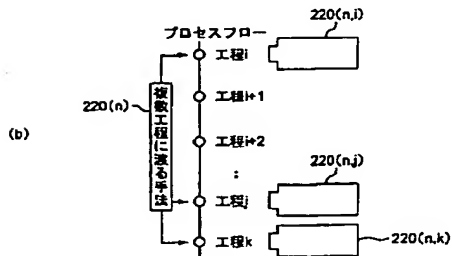 220(n,i)
プロセスフロー
工程i
220(n)
複数工程に渡る手法
工程i+1
(b)
工程i+2
:
220(n,j)
工程j
工程k
220(n,k)